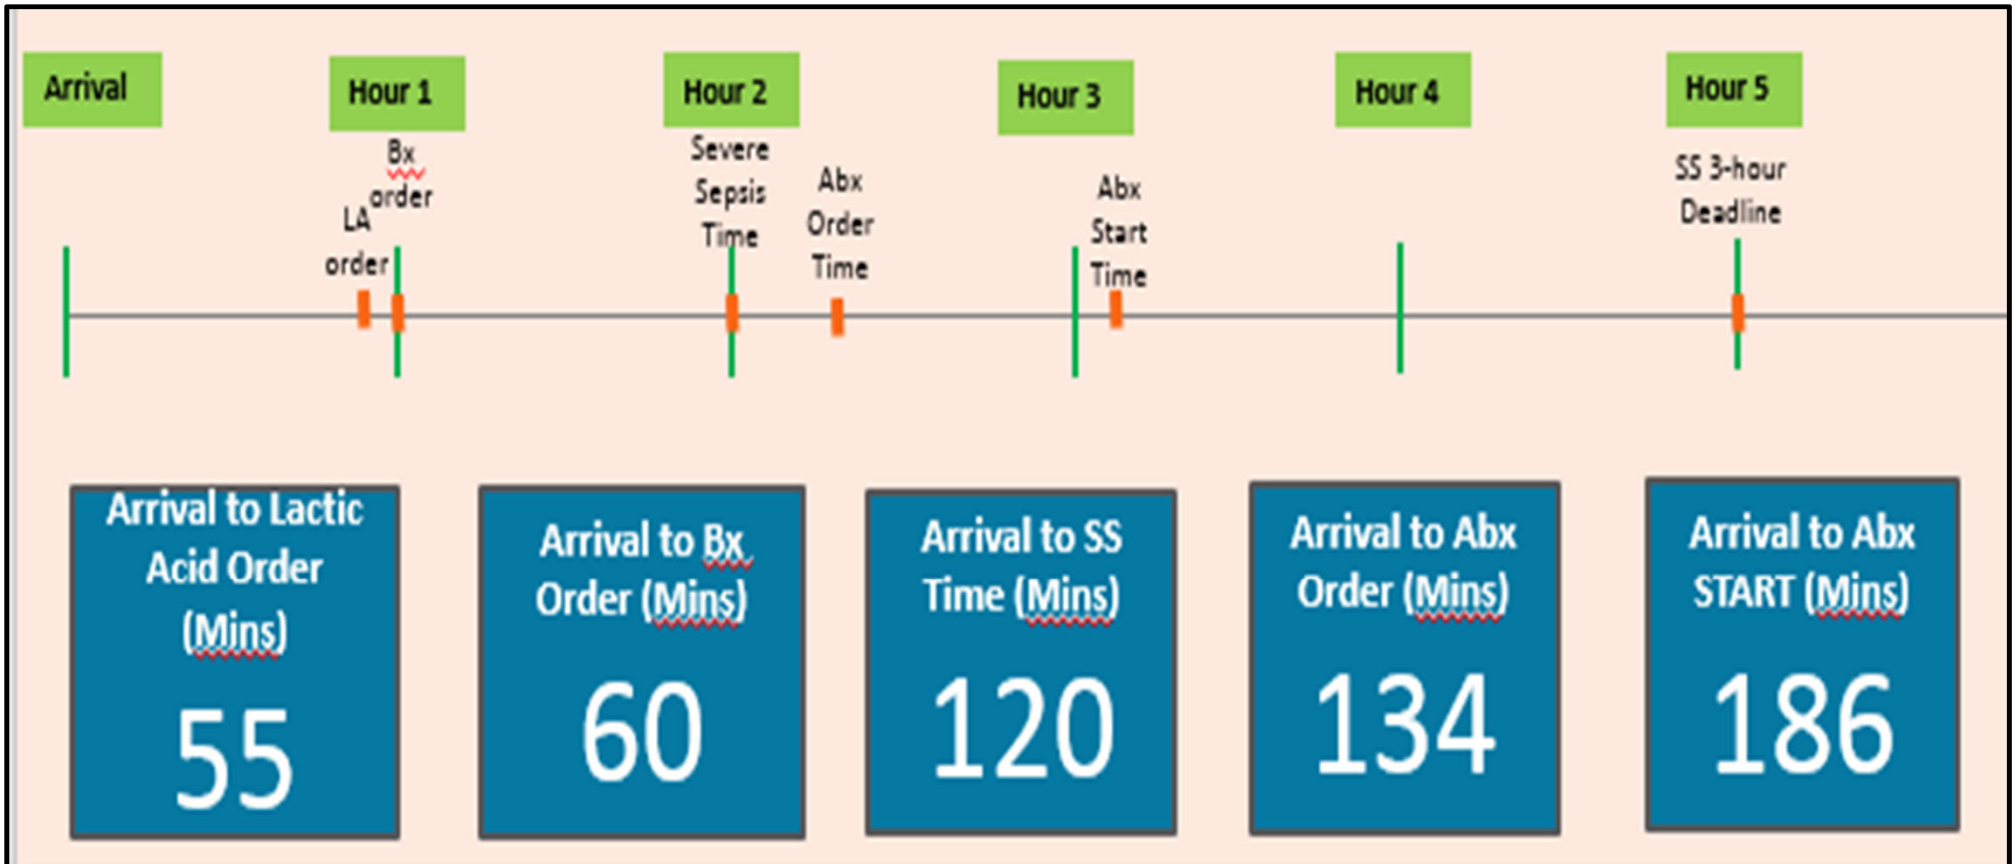 Arrival
Hour 1
Hour 2
Hour 3
Hour 4
Hour 5
Bx
order
LA
order
Severe
Sepsis
Time
Abx
Order
Time
Abx
Start
Time
SS 3-hour
Deadline
Arrival to Lactic
Acid Order
(Mins)
55
Arrival to Bx
Order (Mins)
60
Arrival to SS
Time (Mins)
120
Arrival to Abx
Order (Mins)
134
Arrival to Abx
START (Mins)
186